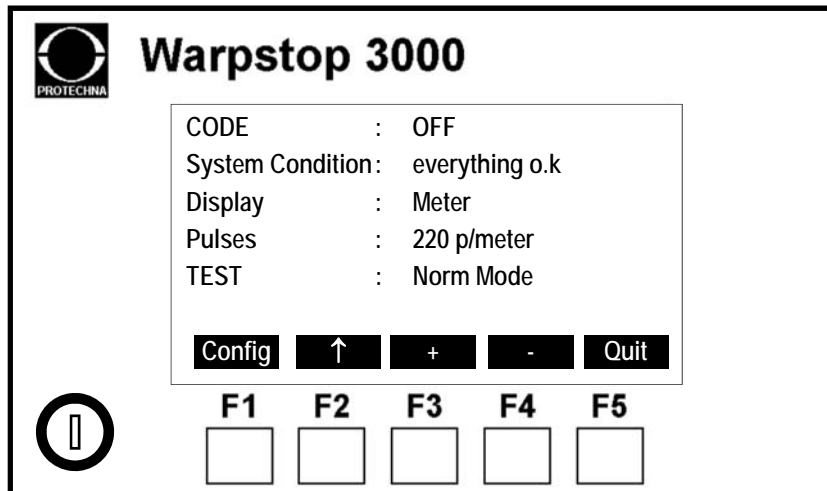 PROTECHNA
Warpstop 3000
CODE : OFF
System Condition : everything o.k
Display : Meter
Pulses : 220 p/meter
TEST : Norm Mode
Config ↑ + - Quit
F1 F2 F3 F4 F5